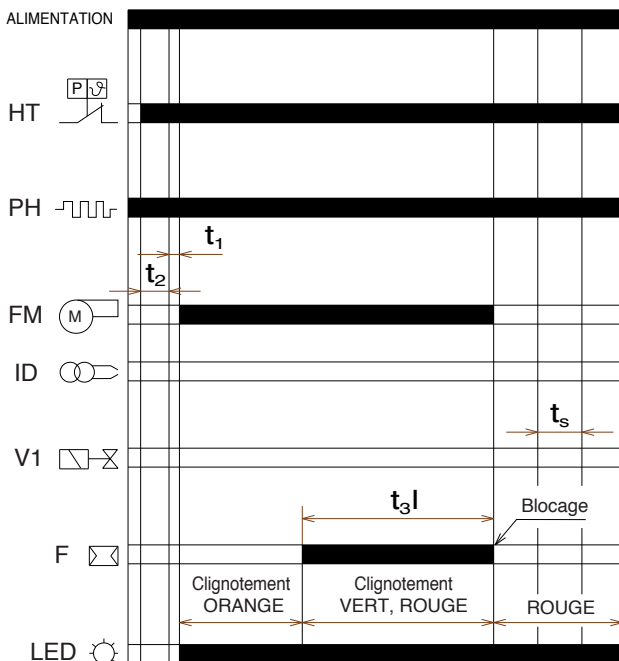 ALIMENTATION
P ϑ
HT
PH
t₁
t₂
FM M
ID
tₛ
V1
t₃l
Blocage
F
Clignotement Clignotement
ORANGE VERT, ROUGE ROUGE
LED